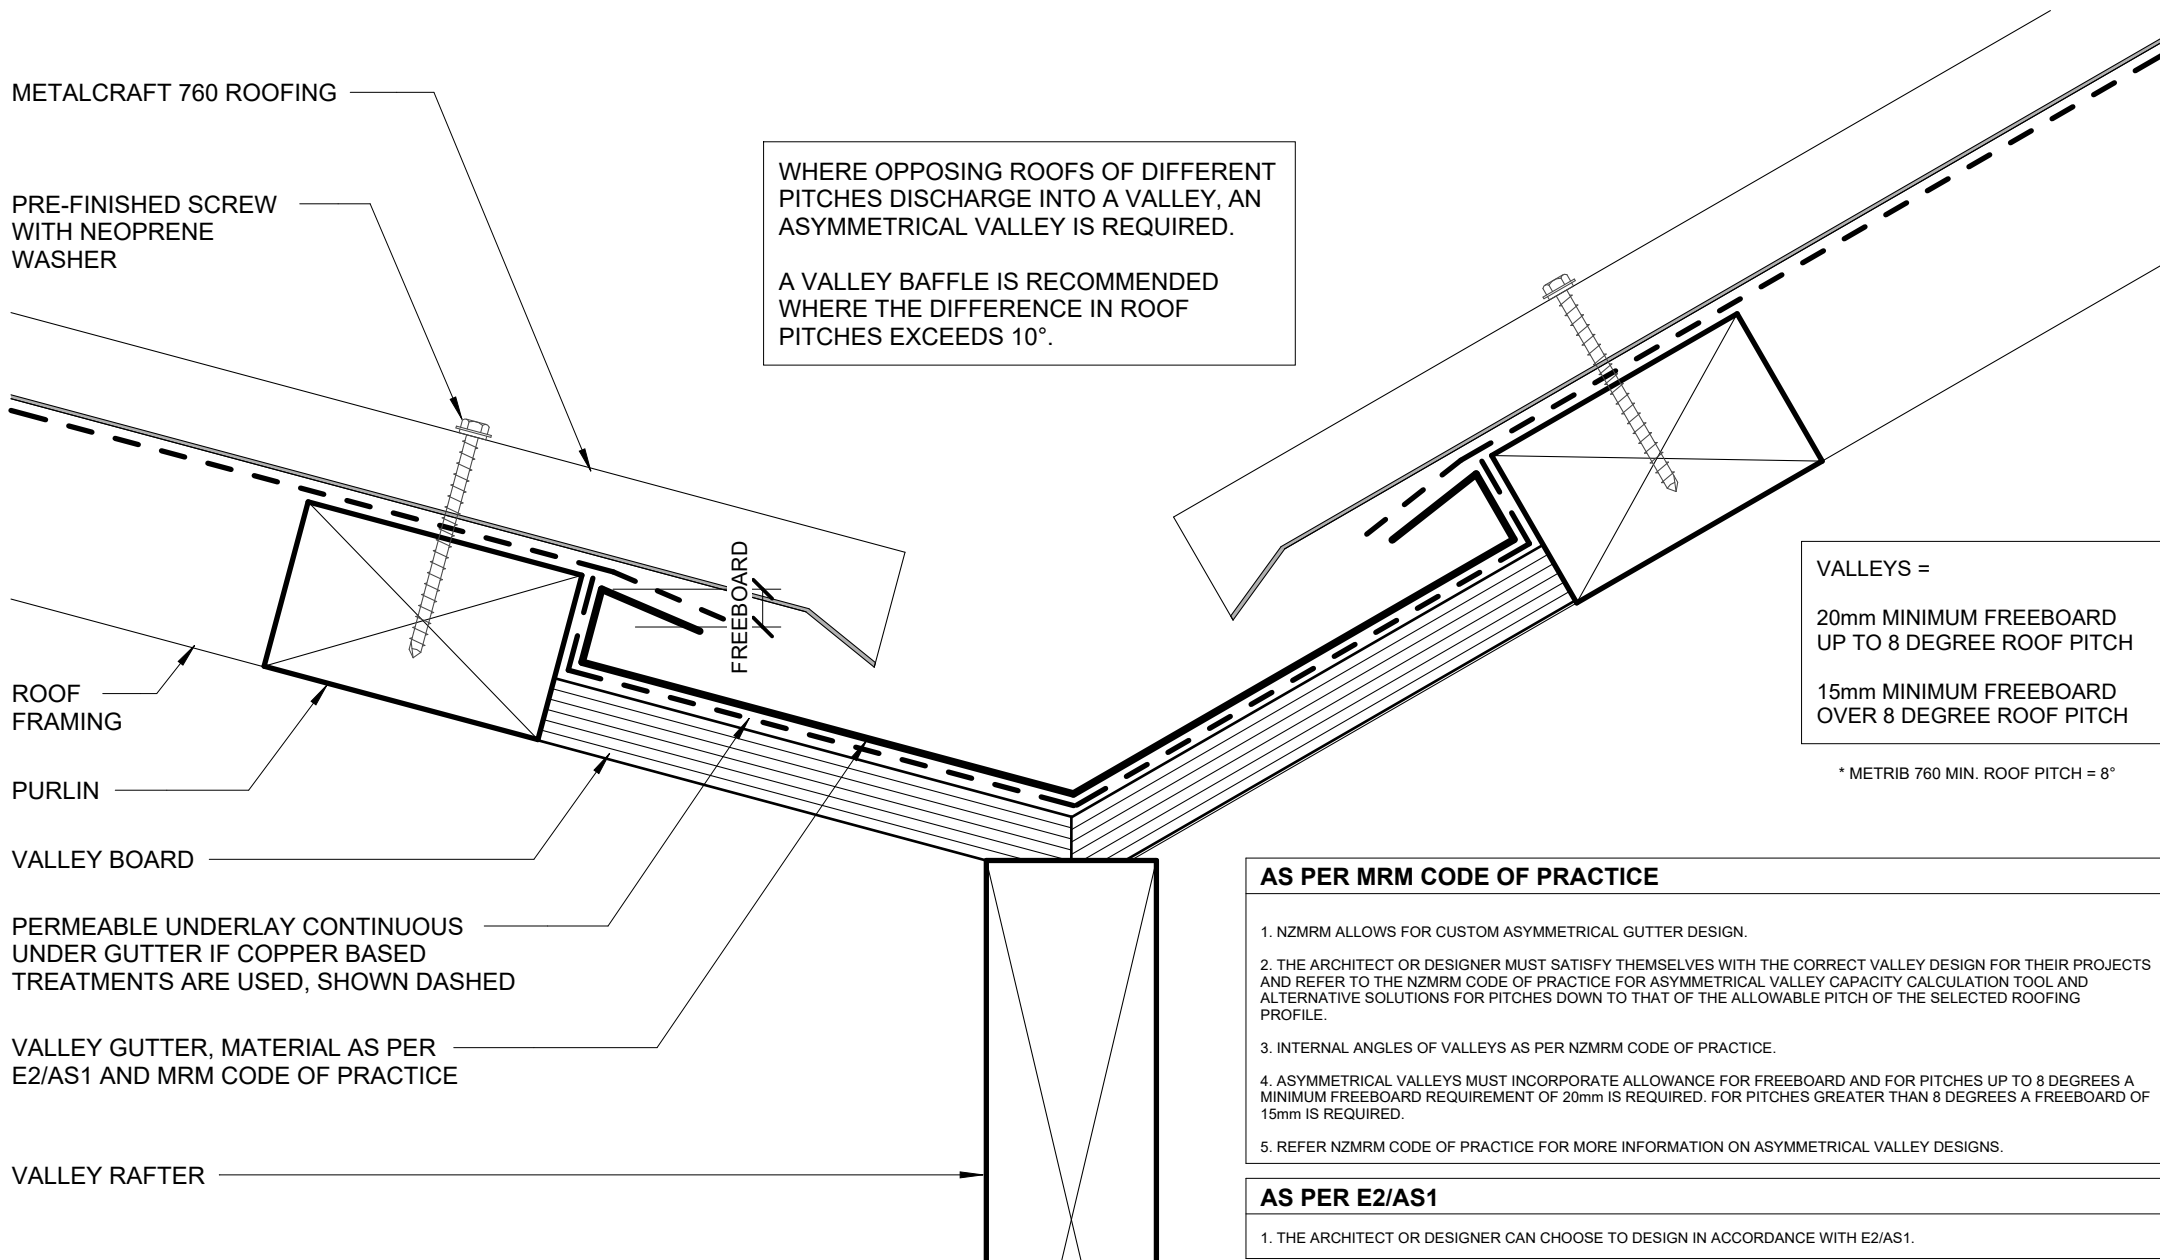 METALCRAFT 760 ROOFING
PRE-FINISHED SCREW
WITH NEOPRENE
WASHER
WHERE OPPOSING ROOFS OF DIFFERENT
PITCHES DISCHARGE INTO A VALLEY, AN
ASYMMETRICAL VALLEY IS REQUIRED.
A VALLEY BAFFLE IS RECOMMENDED
WHERE THE DIFFERENCE IN ROOF
PITCHES EXCEEDS 10°.
FREEBOARD
ROOF
FRAMING
PURLIN
VALLEY BOARD
PERMEABLE UNDERLAY CONTINUOUS
UNDER GUTTER IF COPPER BASED
TREATMENTS ARE USED, SHOWN DASHED
VALLEY GUTTER, MATERIAL AS PER
E2/AS1 AND MRM CODE OF PRACTICE
VALLEY RAFTER
VALLEYS =
20mm MINIMUM FREEBOARD
UP TO 8 DEGREE ROOF PITCH
15mm MINIMUM FREEBOARD
OVER 8 DEGREE ROOF PITCH
* METRIB 760 MIN. ROOF PITCH = 8°
AS PER MRM CODE OF PRACTICE
1. NZMRM ALLOWS FOR CUSTOM ASYMMETRICAL GUTTER DESIGN.
2. THE ARCHITECT OR DESIGNER MUST SATISFY THEMSELVES WITH THE CORRECT VALLEY DESIGN FOR THEIR PROJECTS
AND REFER TO THE NZMRM CODE OF PRACTICE FOR ASYMMETRICAL VALLEY CAPACITY CALCULATION TOOL AND
ALTERNATIVE SOLUTIONS FOR PITCHES DOWN TO THAT OF THE ALLOWABLE PITCH OF THE SELECTED ROOFING
PROFILE.
3. INTERNAL ANGLES OF VALLEYS AS PER NZMRM CODE OF PRACTICE.
4. ASYMMETRICAL VALLEYS MUST INCORPORATE ALLOWANCE FOR FREEBOARD AND FOR PITCHES UP TO 8 DEGREES A
MINIMUM FREEBOARD REQUIREMENT OF 20mm IS REQUIRED. FOR PITCHES GREATER THAN 8 DEGREES A FREEBOARD OF
15mm IS REQUIRED.
5. REFER NZMRM CODE OF PRACTICE FOR MORE INFORMATION ON ASYMMETRICAL VALLEY DESIGNS.
AS PER E2/AS1
1. THE ARCHITECT OR DESIGNER CAN CHOOSE TO DESIGN IN ACCORDANCE WITH E2/AS1.